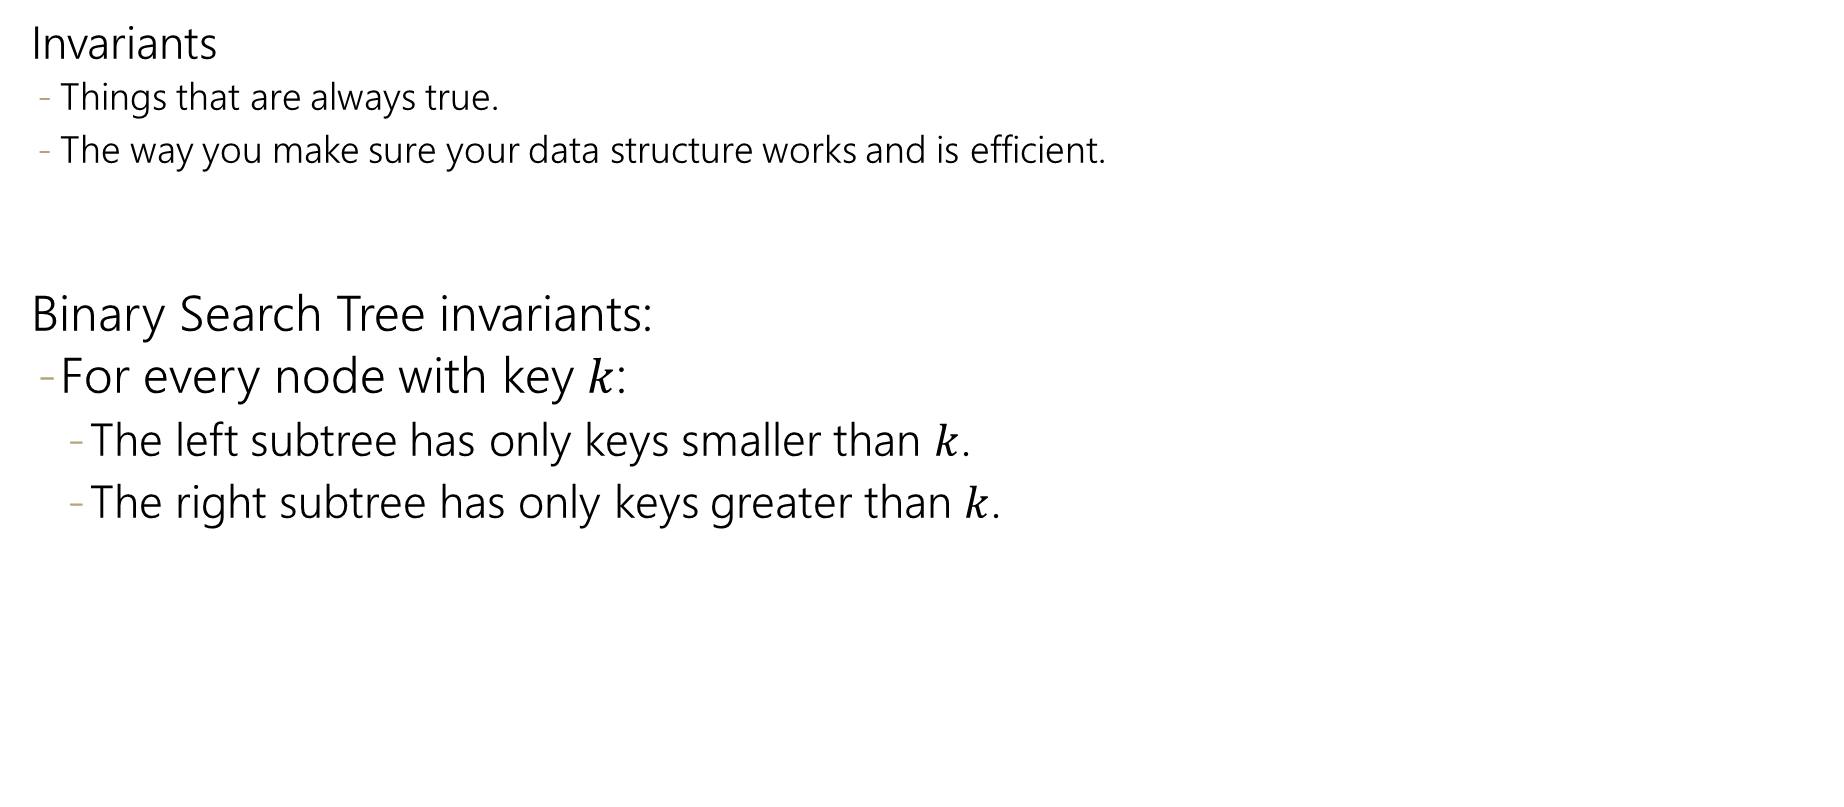 Invariants
- Things that are always true.
- The way you make sure your data structure works and is efficient.
Binary Search Tree invariants:
-For every node with key k:
-The left subtree has only keys smaller than k.
-The right subtree has only keys greater than k.